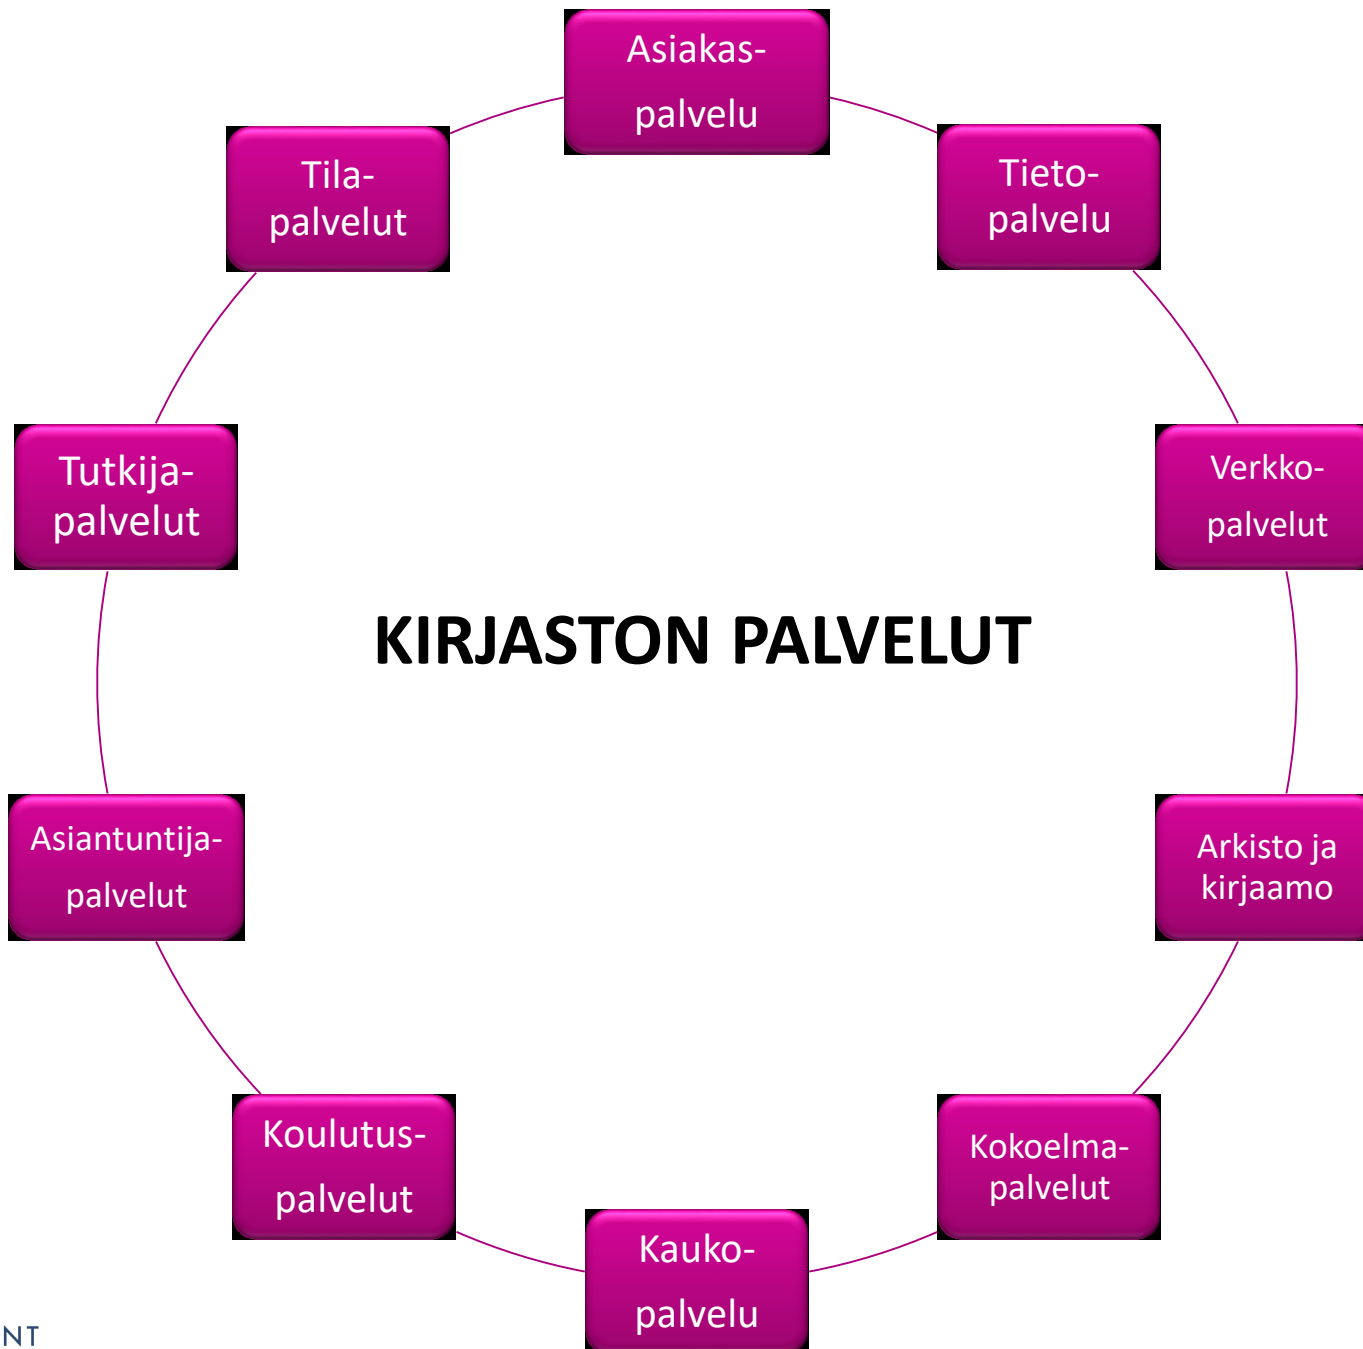 Asiakas-
palvelu
Tieto-
palvelu
Verkko-
palvelut
Arkisto ja
kirjaamo
Kokoelma-
palvelut
Kauko-
palvelu
Koulutus-
palvelut
Asiantuntija-
palvelut
Tutkija-
palvelut
Tila-
palvelut
KIRJASTON PALVELUT
NT